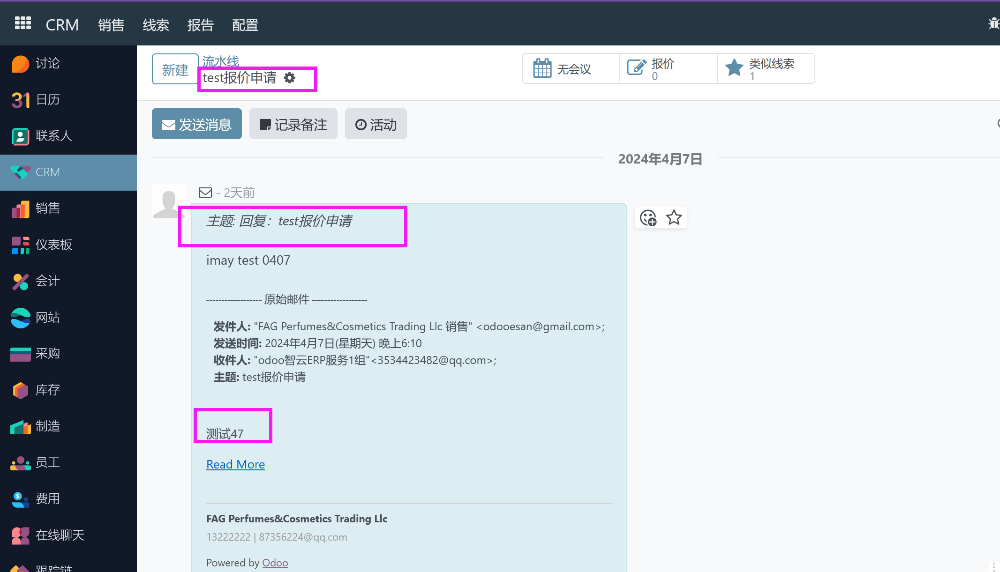 CRM 销售 线索 报告 配置
讨论
日历
联系人
CRM
销售
仪表板
会计
网站
采购
库存
制造
员工
费用
在线聊天
跟踪链
新建
流水线
test报价申请
无会议
报价
0
类似线索
1
发送消息
记录备注
活动
2024年4月7日
- 2天前
主题: 回复：test报价申请
imay test 0407
------------------ 原始邮件 ------------------
发件人: "FAG Perfumes&Cosmetics Trading Llc 销售" <odooesan@gmail.com>;
发送时间: 2024年4月7日(星期天) 晚上6:10
收件人: "odoo智云ERP服务1组"<3534423482@qq.com>;
主题: test报价申请
测试47
Read More
FAG Perfumes&Cosmetics Trading Llc
13222222 | 87356224@qq.com
Powered by Odoo